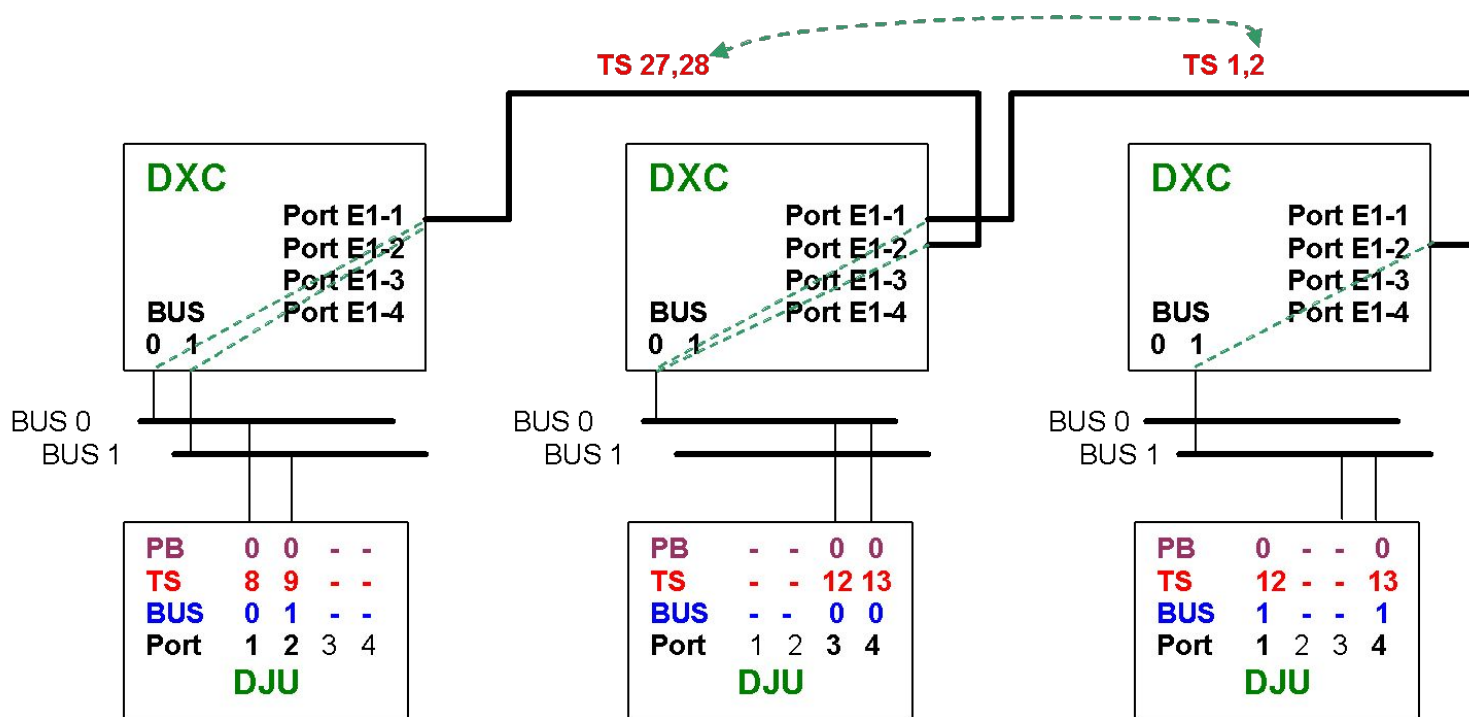 TS 27,28
TS 1,2
DXC
Port E1-1
Port E1-2
Port E1-3
Port E1-4
BUS
0 1
DXC
Port E1-1
Port E1-2
Port E1-3
Port E1-4
BUS
0 1
DXC
Port E1-1
Port E1-2
Port E1-3
Port E1-4
BUS
0 1
BUS 0
BUS 1
BUS 0
BUS 1
BUS 0
BUS 1
PB 0 0 - -
TS 8 9 - -
BUS 0 1 - -
Port 1 2 3 4
DJU
PB - - 0 0
TS - - 12 13
BUS - - 0 0
Port 1 2 3 4
DJU
PB 0 - - 0
TS 12 - - 13
BUS 1 - - 1
Port 1 2 3 4
DJU